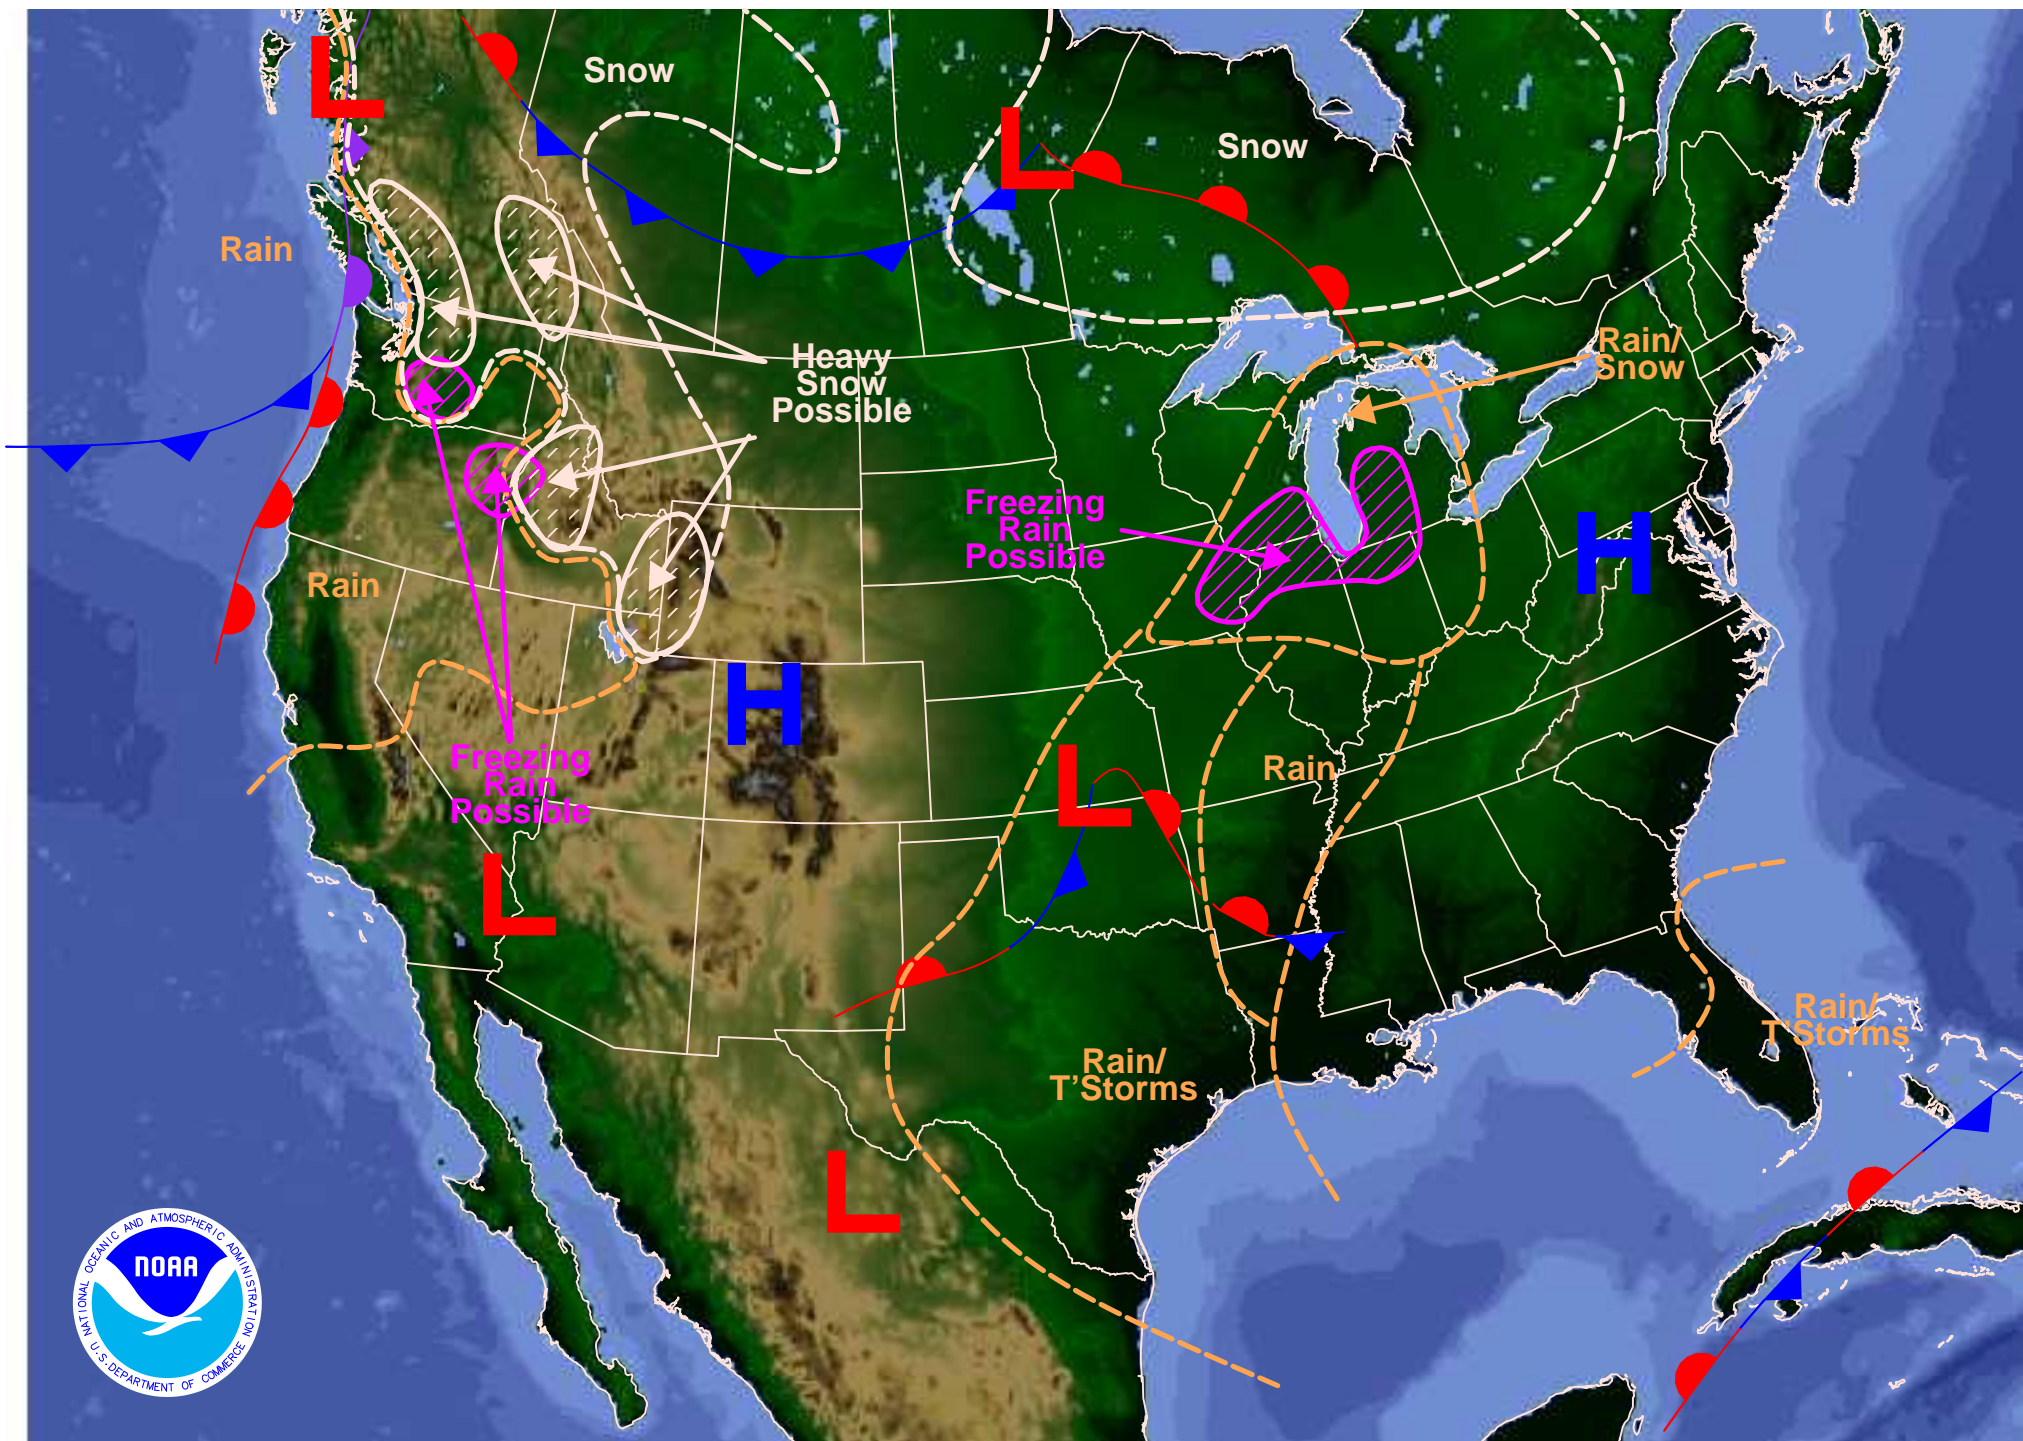 L
Snow
L
Snow
Rain
Heavy
Snow
Possible
Rain/
Snow
Freezing
Rain
Possible
H
Rain
H
Freezing
Rain
Possible
L
Rain
L
Rain/
T'Storms
Rain/
T'Storms
L
NATIONAL OCEANIC AND ATMOSPHERIC ADMINISTRATION
NOAA
U.S. DEPARTMENT OF COMMERCE